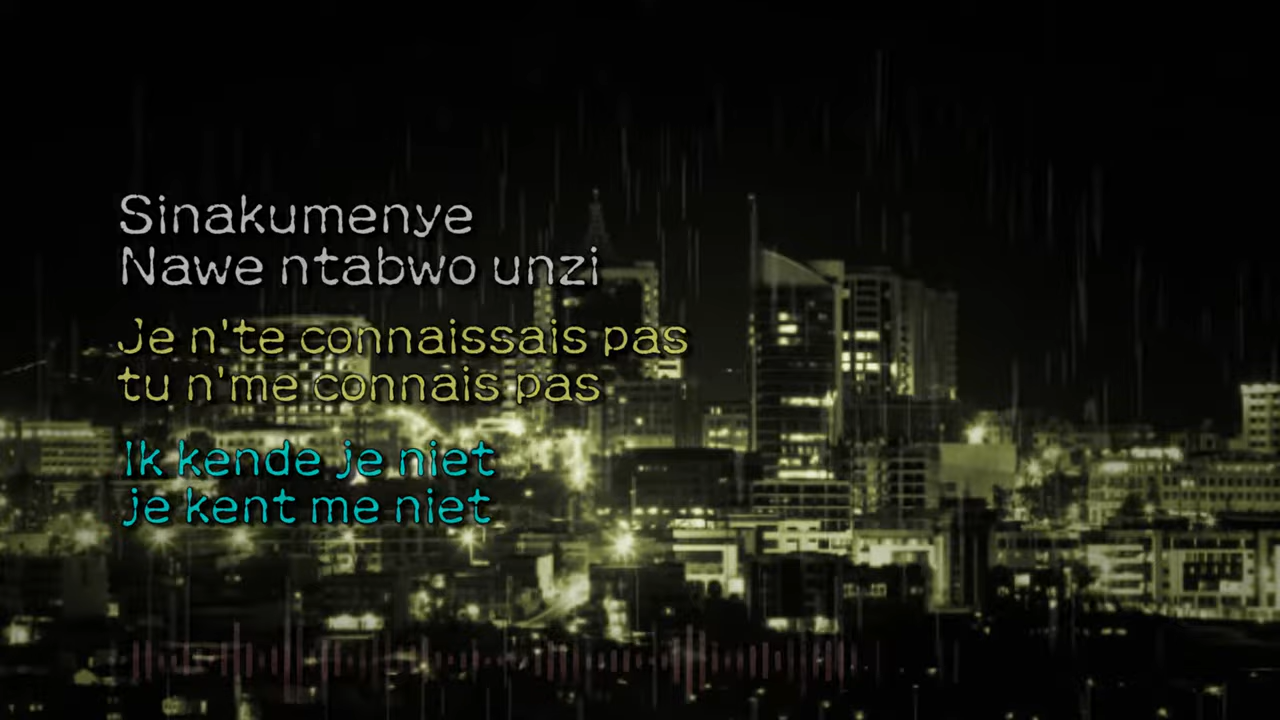 Sinakumenye
Nawe ntabwo unzi
Je n'te connaissais pas
tu n'me connais pas
Ik kende je niet
je kent me niet